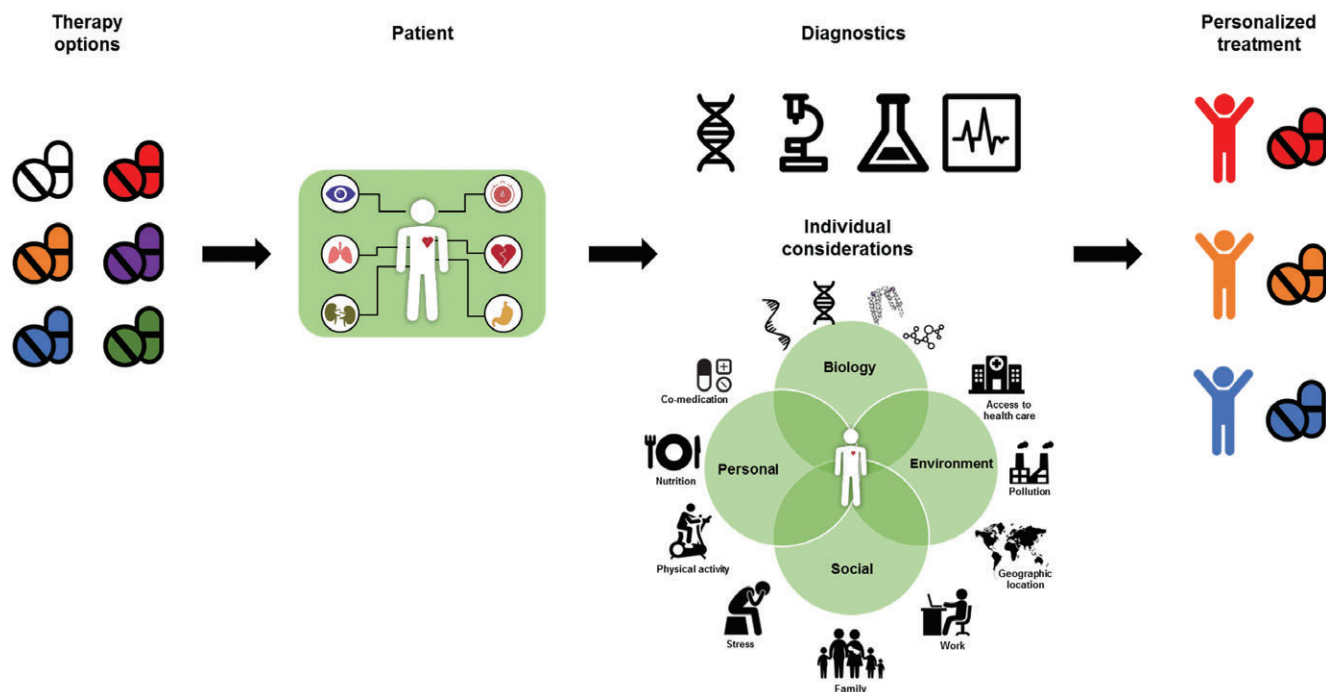 Therapy
options
Patient
Diagnostics
Personalized
treatment
Individual
considerations
Biology
Co-medication
Access to
health care
Personal
Environment
Nutrition
Pollution
Physical activity
Social
Geographic
location
Stress
Work
Family